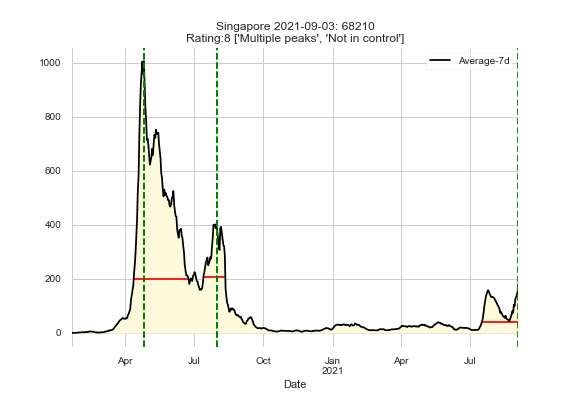 Singapore 2021-09-03: 68210
Rating:8 ['Multiple peaks', 'Not in control']
Average-7d
1000
800
600
400
200
0
Apr
Jul
Oct
Jan
2021
Apr
Jul
Date